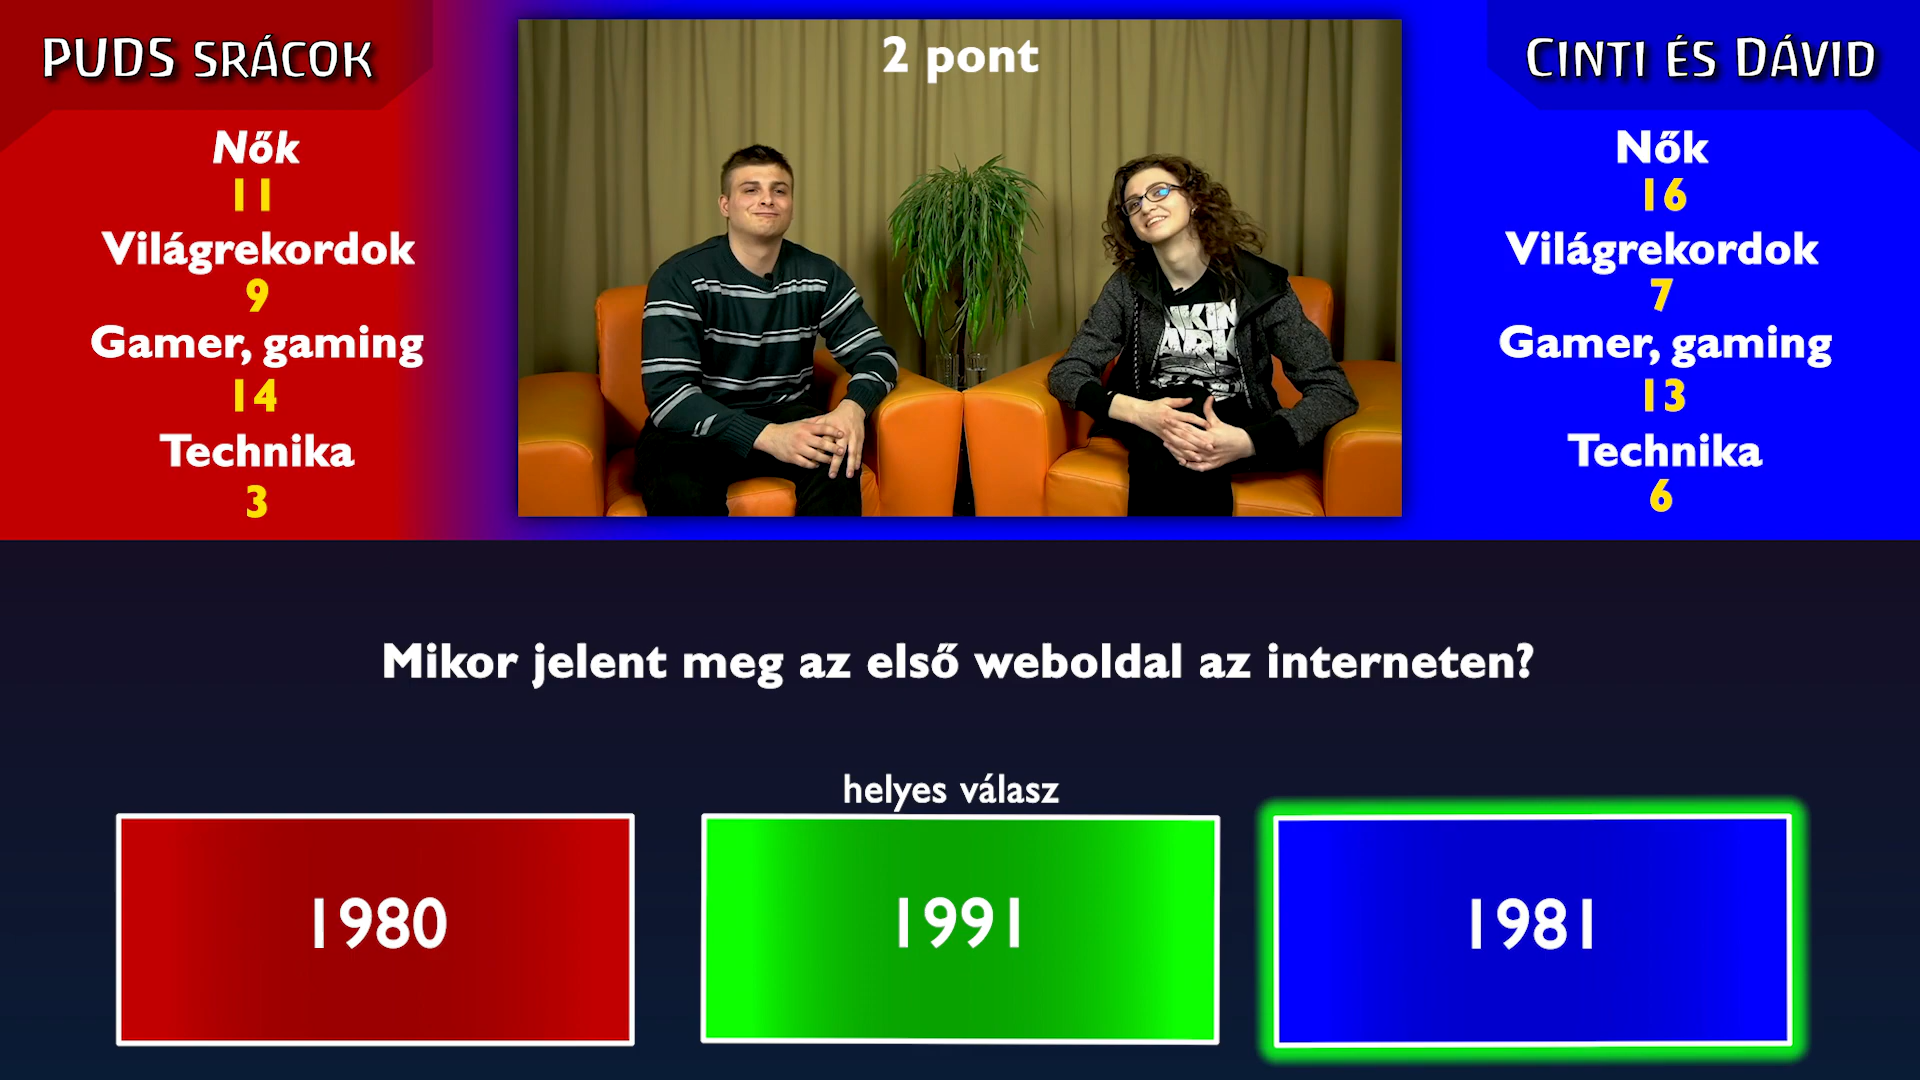 PUDS SRÁCOK
Nők
11
Világrekordok
9
Gamer, gaming
14
Technika
3
2 pont
CINTI ÉS DÁVID
Nők
16
Világrekordok
7
Gamer, gaming
13
Technika
6
Mikor jelent meg az első weboldal az interneten?
helyes válasz
1980
1991
1981